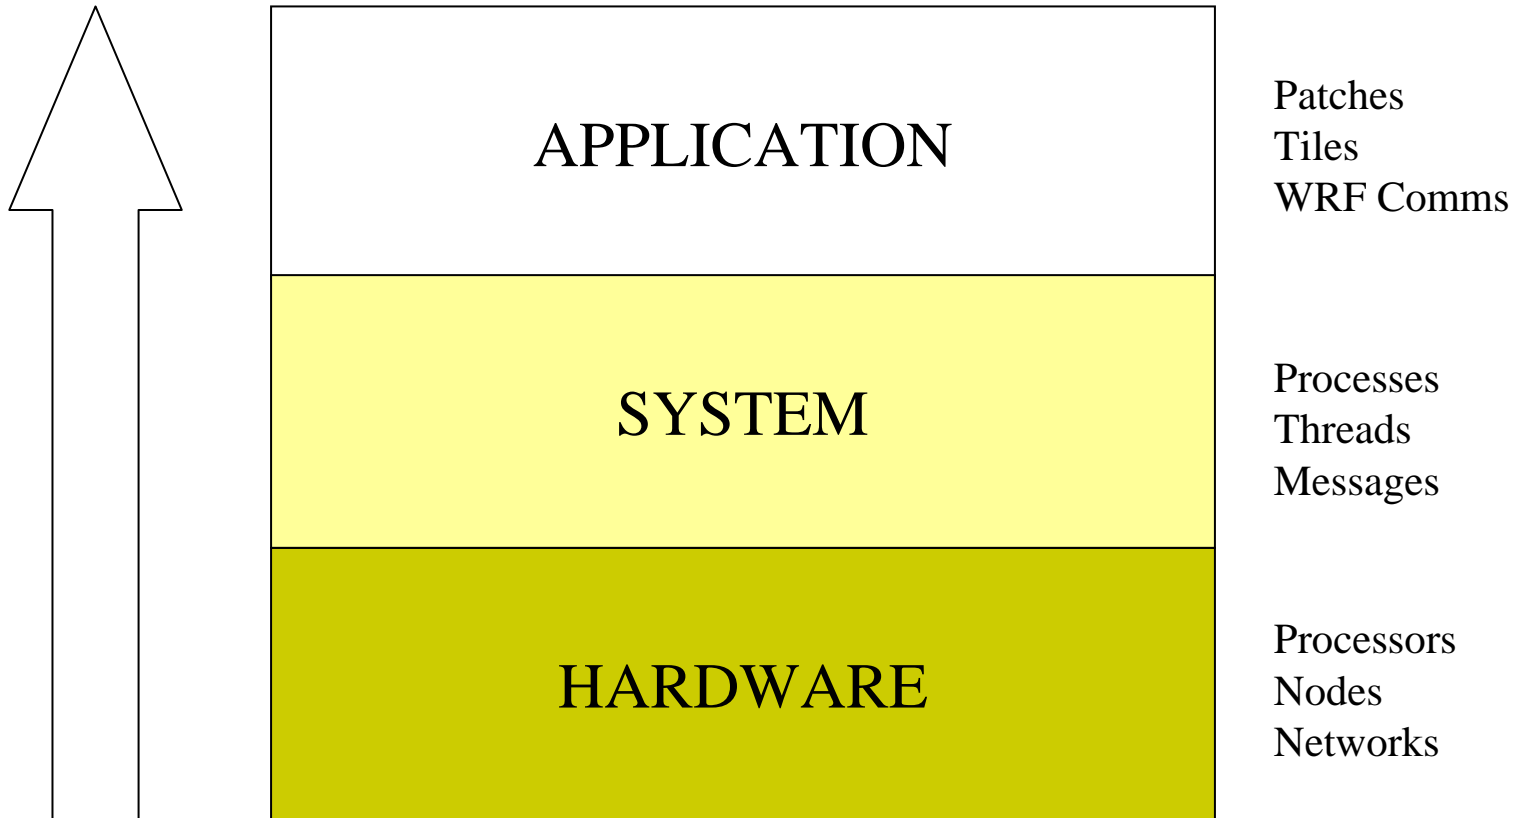 APPLICATION
Patches
Tiles
WRF Comms
SYSTEM
Processes
Threads
Messages
HARDWARE
Processors
Nodes
Networks